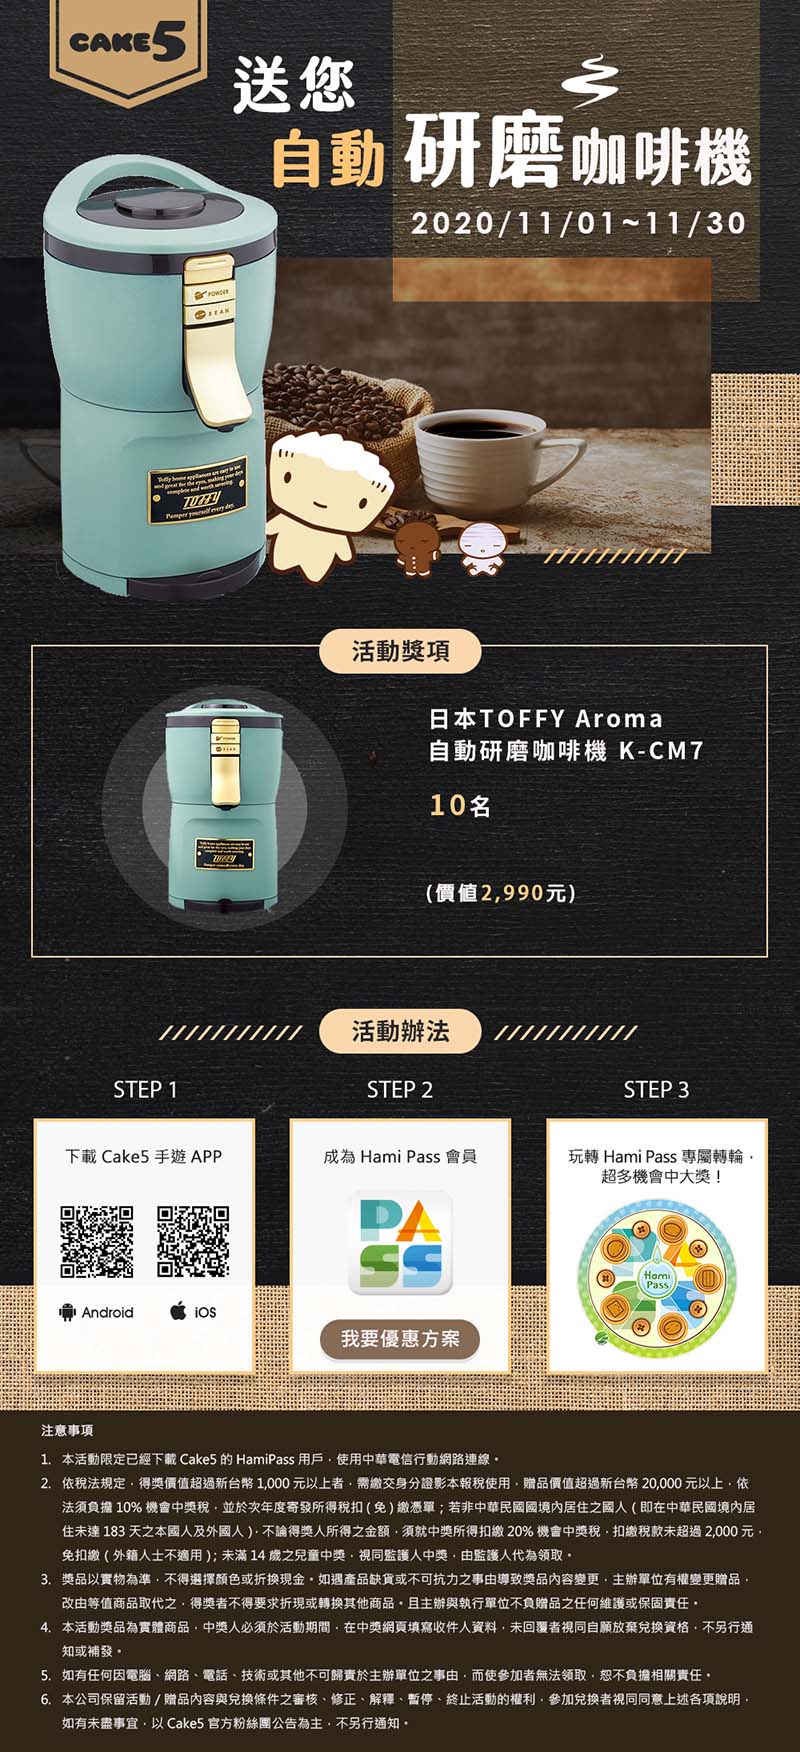 CAKE5
送您
自動研磨咖啡機
2020/11/01~11/30
POWDER
BEAN
Toffy home appliances are easy to use
and great for the eyes, making your days
complete and worth savoring.
TOFFY
Pamper yourself every day.
活動獎項
日本TOFFY Aroma
自動研磨咖啡機 K-CM7
10名
(價值2,990元)
POWDER
BEAN
Toffy home appliances are easy to use
and great for the eyes, making your days
complete and worth savoring.
TOFFY
Pamper yourself every day.
活動辦法
STEP 1
下載 Cake5 手遊 APP
Android
iOS
STEP 2
成為 Hami Pass 會員
PASS
我要優惠方案
STEP 3
玩轉 Hami Pass 專屬轉輪，
超多機會中大獎！
Hami
Pass
注意事項
1. 本活動限定已經下載 Cake5 的 HamiPass 用戶，使用中華電信行動網路連線。
2. 依稅法規定，得獎價值超過新台幣 1,000 元以上者，需繳交身分證影本報稅使用，贈品價值超過新台幣 20,000 元以上，依
法須負擔 10% 機會中獎稅，並於次年度寄發所得稅扣 ( 免 ) 繳憑單；若非中華民國國境內居住之國人 ( 即在中華民國境內居
住未達 183 天之本國人及外國人 )，不論得獎人所得之金額，須就中獎所得扣繳 20% 機會中獎稅，扣繳稅款未超過 2,000 元，
免扣繳 ( 外籍人士不適用 )；未滿 14 歲之兒童中獎，視同監護人中獎，由監護人代為領取。
3. 獎品以實物為準，不得選擇顏色或折換現金。如遇產品缺貨或不可抗力之事由導致獎品內容變更，主辦單位有權變更贈品，
改由等值商品取代之，得獎者不得要求折現或轉換其他商品。且主辦與執行單位不負贈品之任何維護或保固責任。
4. 本活動獎品為實體商品，中獎人必須於活動期間，在中獎網頁填寫收件人資料，未回覆者視同自願放棄兌換資格，不另行通
知或補發。
5. 如有任何因電腦、網路、電話、技術或其他不可歸責於主辦單位之事由，而使參加者無法領取，恕不負擔相關責任。
6. 本公司保留活動 / 贈品內容與兌換條件之審核、修正、解釋、暫停、終止活動的權利，參加兌換者視同同意上述各項說明，
如有未盡事宜，以 Cake5 官方粉絲團公告為主，不另行通知。